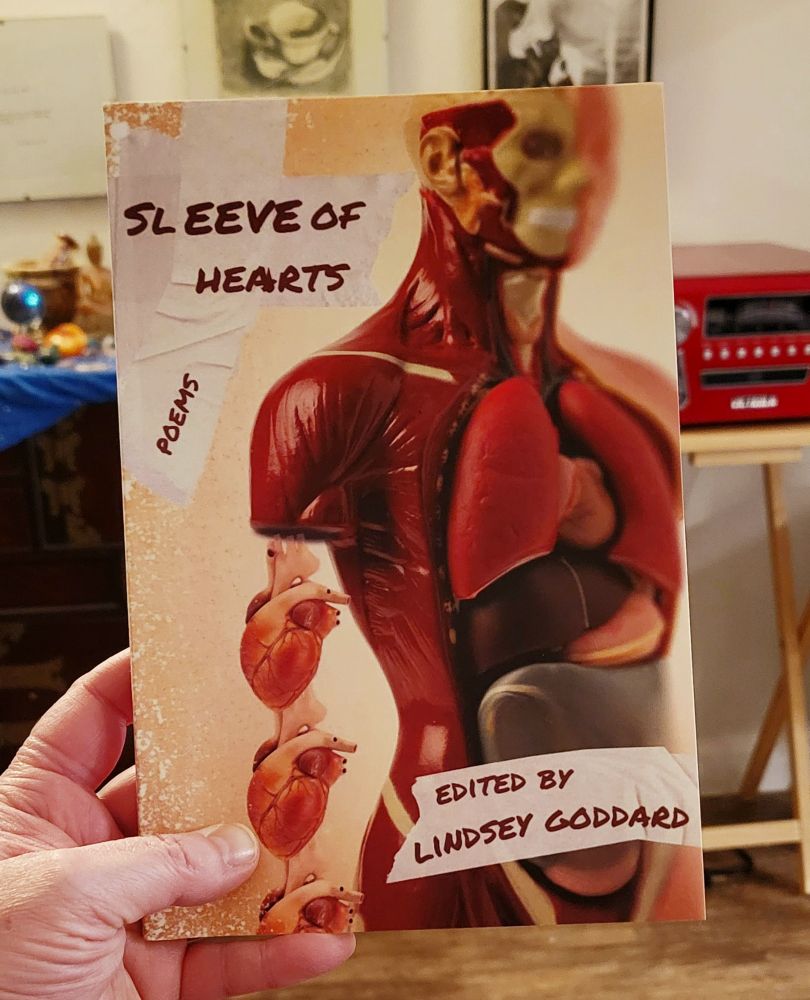 SLEEVE OF
HEARTS
POEMS
EDITED BY
LINDSEY GODDARD